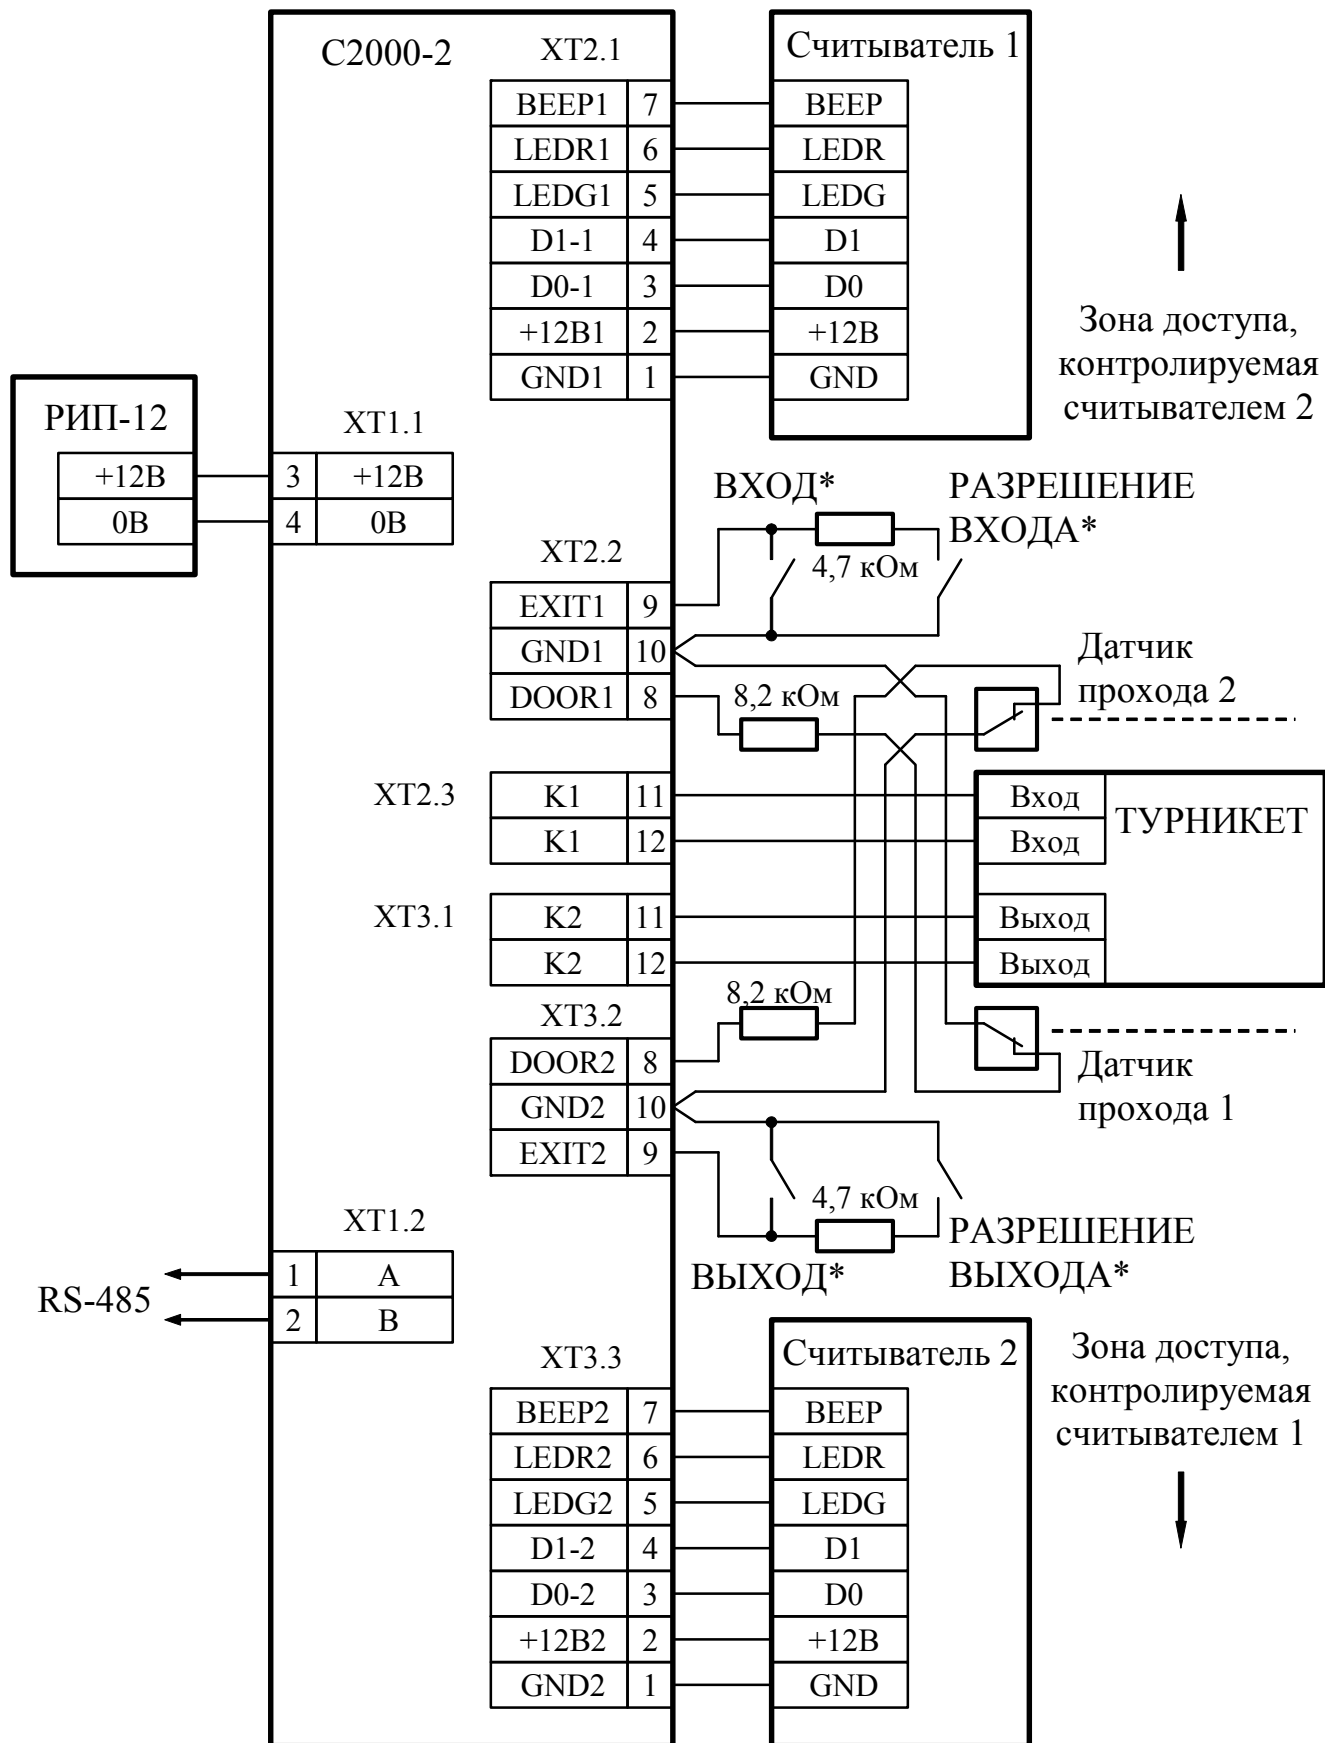 С2000-2
XT2.1
BEEP1 7
LEDR1 6
LEDG1 5
D1-1 4
D0-1 3
+12В1 2
GND1 1
Считыватель 1
BEEP
LEDR
LEDG
D1
D0
+12В
GND
Зона доступа,
контролируемая
считывателем 2
РИП-12
+12В
0В
XT1.1
3 +12В
4 0В
ВХОД*
РАЗРЕШЕНИЕ
ВХОДА*
4,7 кОм
XT2.2
EXIT1 9
GND1 10
DOOR1 8
8,2 кОм
Датчик
прохода 2
XT2.3
К1 11
К1 12
Вход
Вход
ТУРНИКЕТ
XT3.1
К2 11
К2 12
Выход
Выход
8,2 кОм
XT3.2
DOOR2 8
GND2 10
EXIT2 9
Датчик
прохода 1
4,7 кОм
ВЫХОД*
РАЗРЕШЕНИЕ
ВЫХОДА*
XT1.2
1 A
2 B
RS-485
XT3.3
BEEP2 7
LEDR2 6
LEDG2 5
D1-2 4
D0-2 3
+12В2 2
GND2 1
Считыватель 2
BEEP
LEDR
LEDG
D1
D0
+12В
GND
Зона доступа,
контролируемая
считывателем 1